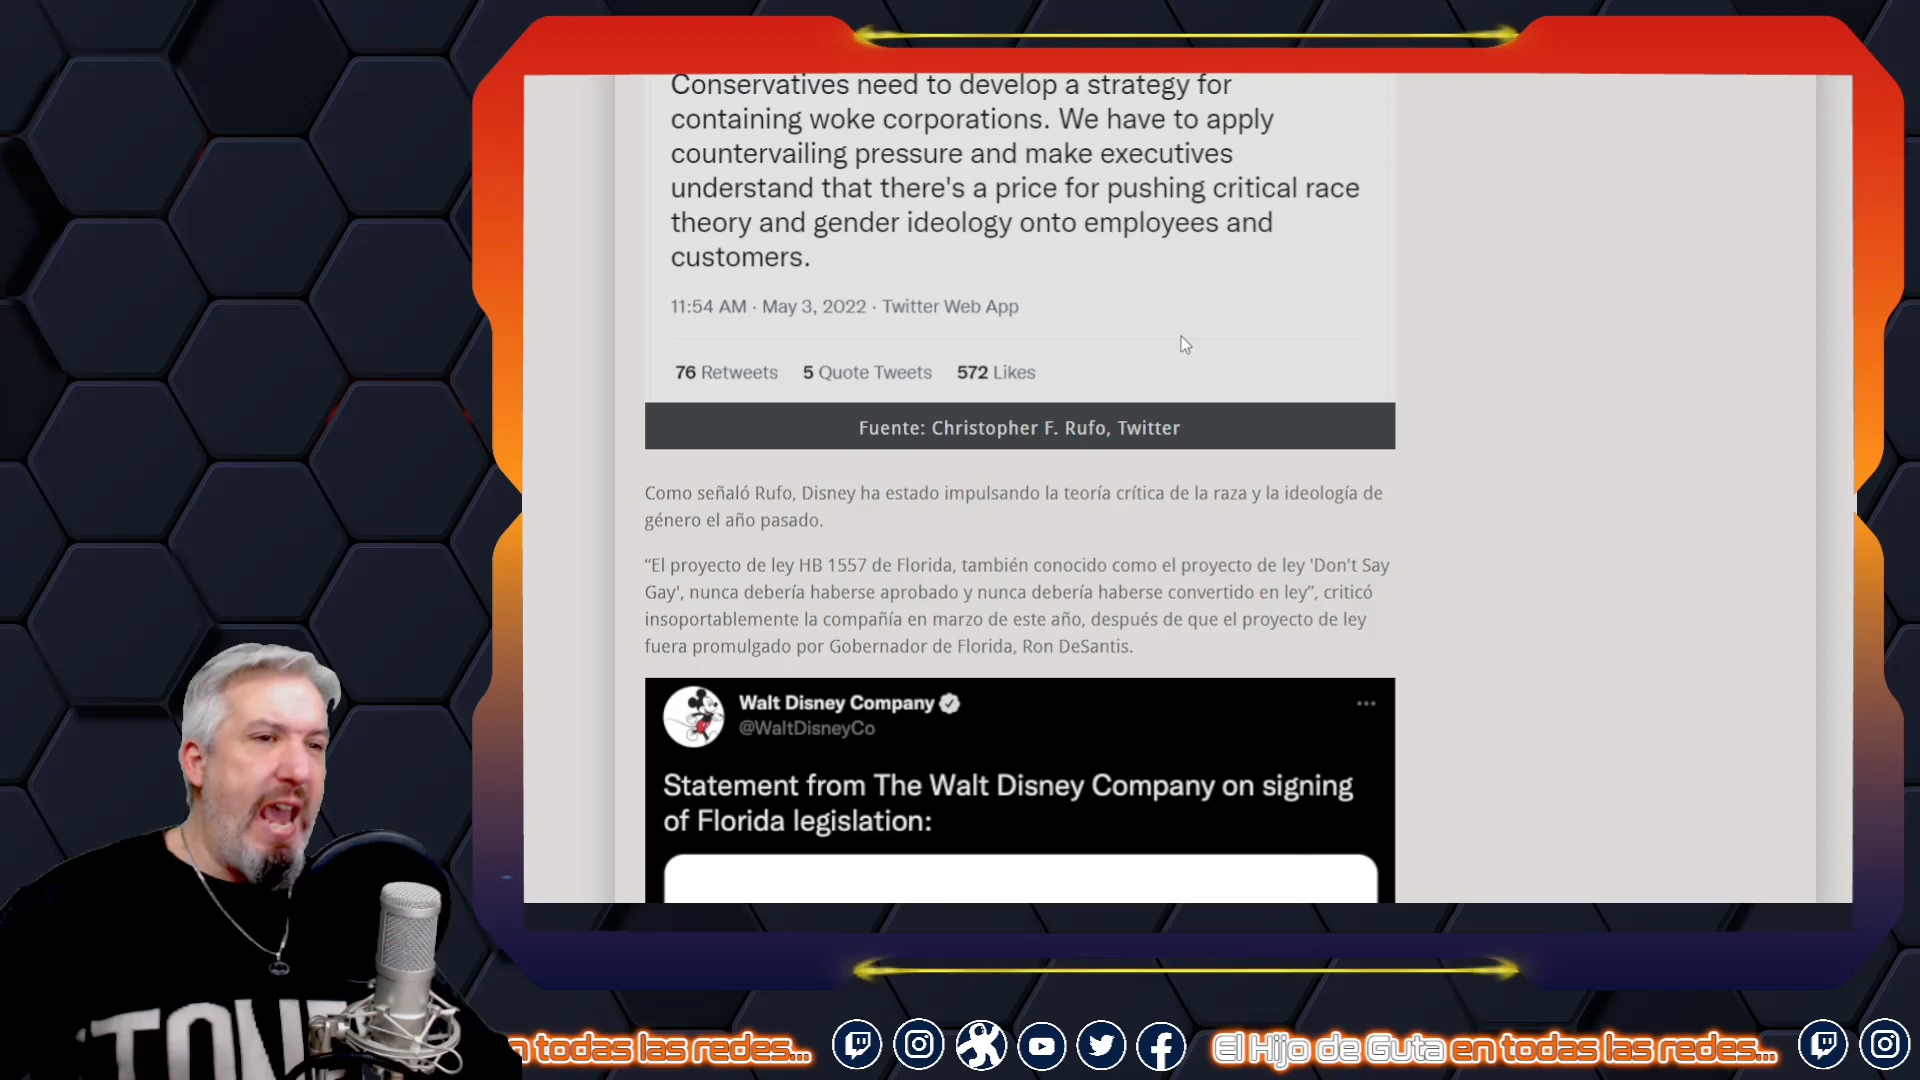 Conservatives need to develop a strategy for
containing woke corporations. We have to apply
countervailing pressure and make executives
understand that there's a price for pushing critical race
theory and gender ideology onto employees and
customers.
11:54 AM · May 3, 2022 · Twitter Web App
76 Retweets 5 Quote Tweets 572 Likes
Fuente: Christopher F. Rufo, Twitter
Como señaló Rufo, Disney ha estado impulsando la teoría crítica de la raza y la ideología de
género el año pasado.
“El proyecto de ley HB 1557 de Florida, también conocido como el proyecto de ley 'Don't Say
Gay', nunca debería haberse aprobado y nunca debería haberse convertido en ley”, criticó
insoportablemente la compañía en marzo de este año, después de que el proyecto de ley
fuera promulgado por Gobernador de Florida, Ron DeSantis.
Walt Disney Company
@WaltDisneyCo
Statement from The Walt Disney Company on signing
of Florida legislation:
n todas las redes... El Hijo de Guta en todas las redes...